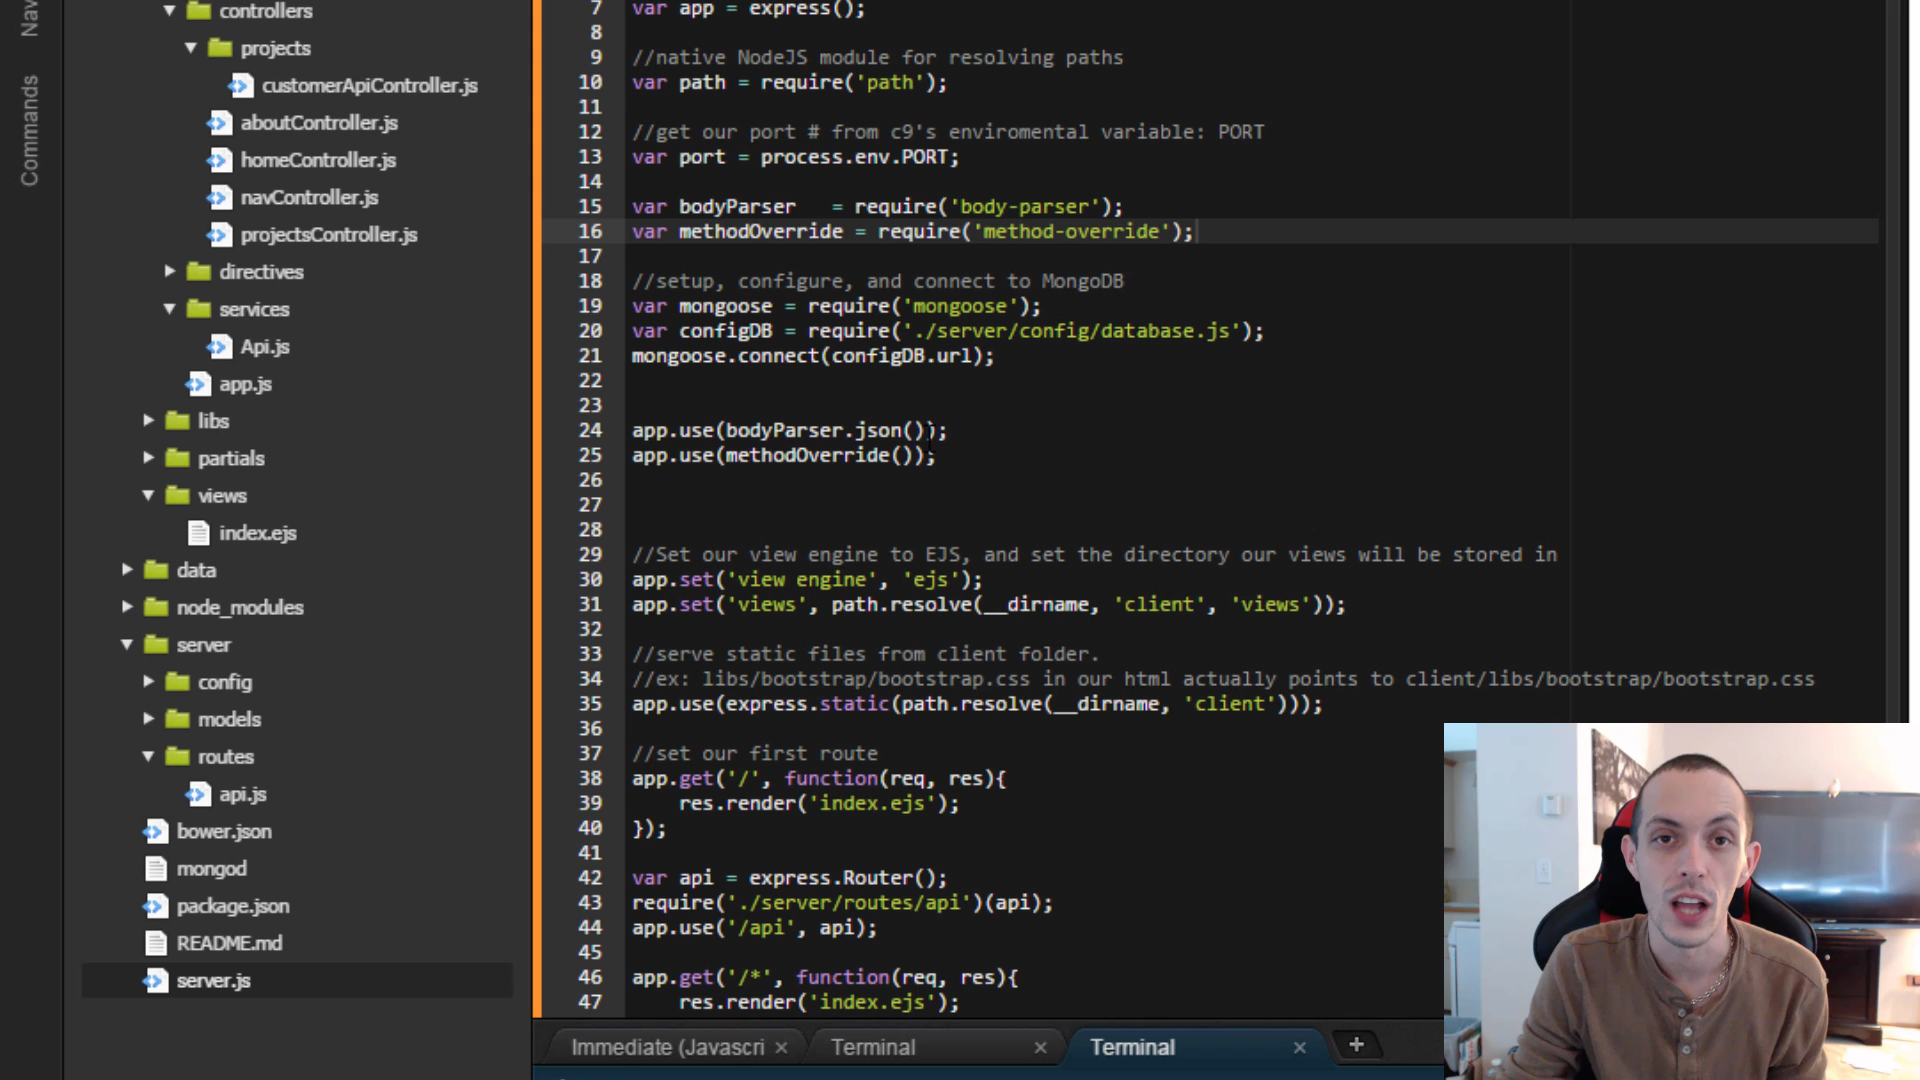 Nav
Commands
controllers
projects
customerApiController.js
aboutController.js
homeController.js
navController.js
projectsController.js
directives
services
Api.js
app.js
libs
partials
views
index.ejs
data
node_modules
server
config
models
routes
api.js
bower.json
mongod
package.json
README.md
server.js
7 var app = express();
8
9 //native NodeJS module for resolving paths
10 var path = require('path');
11
12 //get our port # from c9's enviromental variable: PORT
13 var port = process.env.PORT;
14
15 var bodyParser   = require('body-parser');
16 var methodOverride = require('method-override');
17
18 //setup, configure, and connect to MongoDB
19 var mongoose = require('mongoose');
20 var configDB = require('./server/config/database.js');
21 mongoose.connect(configDB.url);
22
23
24 app.use(bodyParser.json());
25 app.use(methodOverride());
26
27
28
29 //Set our view engine to EJS, and set the directory our views will be stored in
30 app.set('view engine', 'ejs');
31 app.set('views', path.resolve(__dirname, 'client', 'views'));
32
33 //serve static files from client folder.
34 //ex: libs/bootstrap/bootstrap.css in our html actually points to client/libs/bootstrap/bootstrap.css
35 app.use(express.static(path.resolve(__dirname, 'client')));
36
37 //set our first route
38 app.get('/', function(req, res){
39     res.render('index.ejs');
40 });
41
42 var api = express.Router();
43 require('./server/routes/api')(api);
44 app.use('/api', api);
45
46 app.get('/*', function(req, res){
47     res.render('index.ejs');
Immediate (Javascri × Terminal × Terminal × +